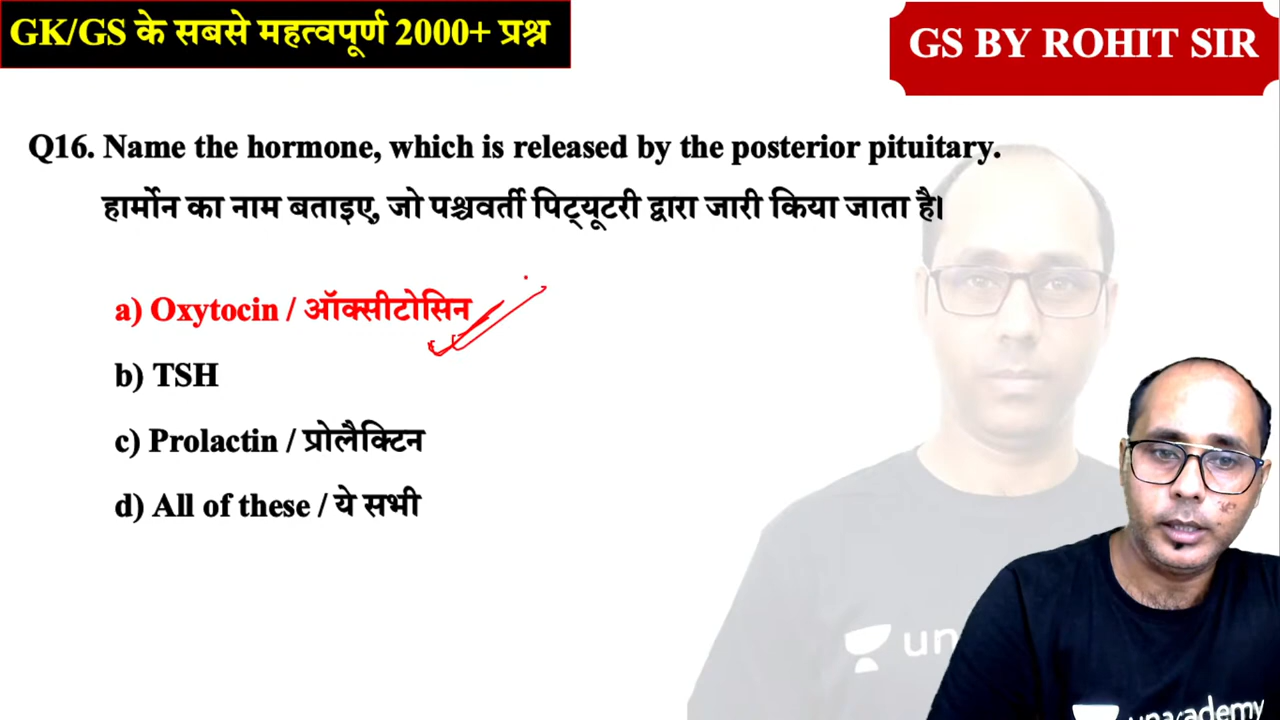 GK/GS के सबसे महत्वपूर्ण 2000+ प्रश्न
GS BY ROHIT SIR
Q16. Name the hormone, which is released by the posterior pituitary.
हार्मोन का नाम बताइए, जो पश्चवर्ती पिट्यूटरी द्वारा जारी किया जाता है।
a) Oxytocin / ऑक्सीटोसिन
b) TSH
c) Prolactin / प्रोलैक्टिन
d) All of these / ये सभी
un
unacademy